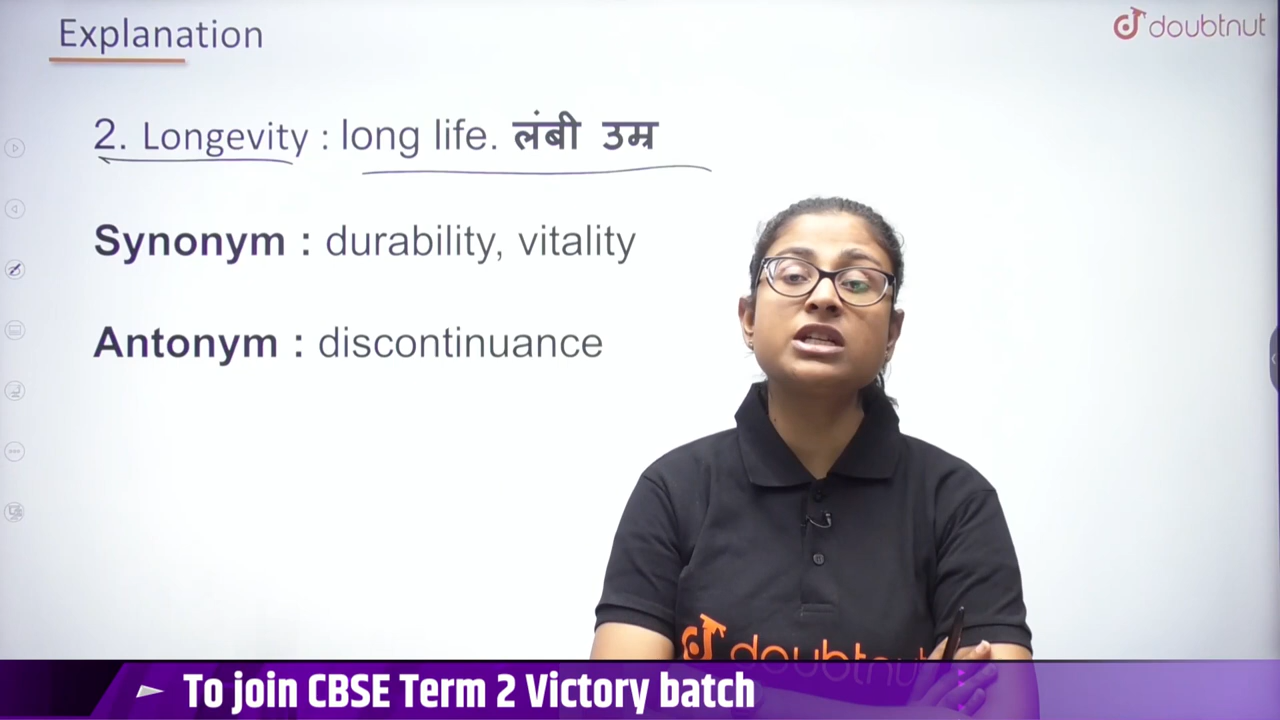 Explanation
doubtnut
2. Longevity : long life. लंबी उम्र
Synonym : durability, vitality
Antonym : discontinuance
doubtnut
To join CBSE Term 2 Victory batch